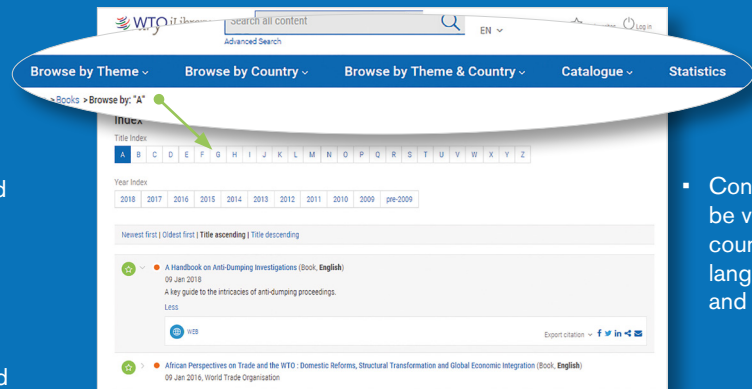 WTO iLibrary
Search all content
EN
Log in
Advanced Search
Browse by Theme
Browse by Country
Browse by Theme & Country
Catalogue
Statistics
> Books > Browse by: "A"
Index
Title Index
A B C D E F G H I J K L M N O P Q R S T U V W X Y Z
Year Index
2018 2017 2016 2015 2014 2013 2012 2011 2010 2009 pre-2009
Newest first | Oldest first | Title ascending | Title descending
A Handbook on Anti-Dumping Investigations (Book, English)
09 Jan 2018
A key guide to the intricacies of anti-dumping proceedings.
Less
WEB
Export citation
African Perspectives on Trade and the WTO : Domestic Reforms, Structural Transformation and Global Economic Integration (Book, English)
09 Jan 2016, World Trade Organisation
and